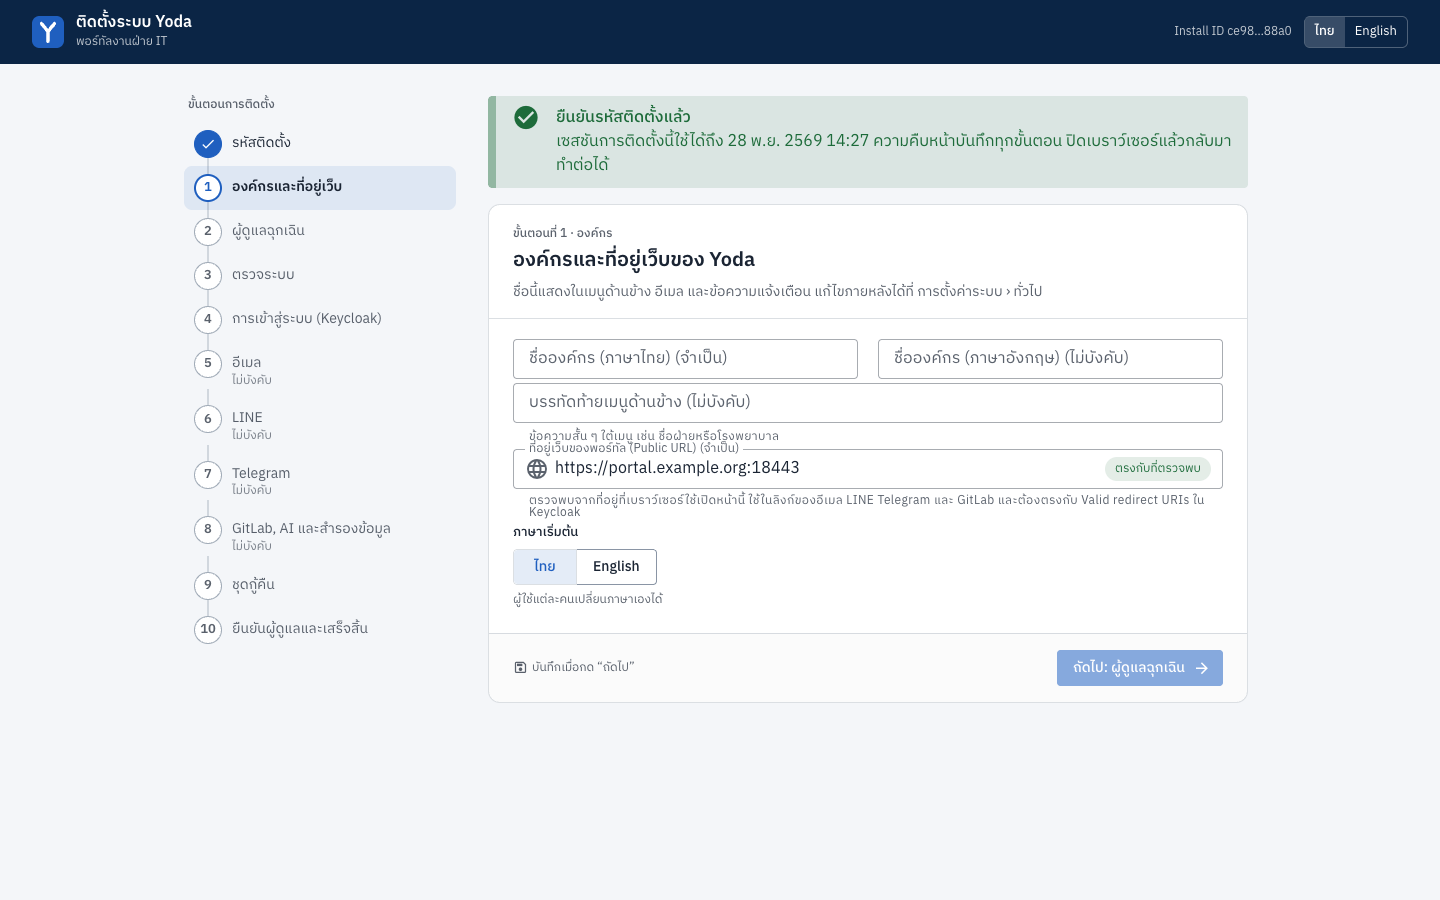 Y
ติดตั้งระบบ Yoda
พอร์ทัลงานฝ่าย IT
Install ID ce98…88a0
ไทย
English
ขั้นตอนการติดตั้ง
รหัสติดตั้ง
1
องค์กรและที่อยู่เว็บ
2
ผู้ดูแลฉุกเฉิน
3
ตรวจระบบ
4
การเข้าสู่ระบบ (Keycloak)
5
อีเมล
ไม่บังคับ
6
LINE
ไม่บังคับ
7
Telegram
ไม่บังคับ
8
GitLab, AI และสำรองข้อมูล
ไม่บังคับ
9
ชุดกู้คืน
10
ยืนยันผู้ดูแลและเสร็จสิ้น
ยืนยันรหัสติดตั้งแล้ว
เซสชันการติดตั้งนี้ใช้ได้ถึง 28 พ.ย. 2569 14:27 ความคืบหน้าบันทึกทุกขั้นตอน ปิดเบราว์เซอร์แล้วกลับมา
ทำต่อได้
ขั้นตอนที่ 1 · องค์กร
องค์กรและที่อยู่เว็บของ Yoda
ชื่อนี้แสดงในเมนูด้านข้าง อีเมล และข้อความแจ้งเตือน แก้ไขภายหลังได้ที่ การตั้งค่าระบบ › ทั่วไป
ชื่อองค์กร (ภาษาไทย) (จำเป็น)
ชื่อองค์กร (ภาษาอังกฤษ) (ไม่บังคับ)
บรรทัดท้ายเมนูด้านข้าง (ไม่บังคับ)
ข้อความสั้น ๆ ใต้เมนู เช่น ชื่อฝ่ายหรือโรงพยาบาล
ที่อยู่เว็บของพอร์ทัล (Public URL) (จำเป็น)
https://portal.example.org:18443
ตรงกับที่ตรวจพบ
ตรวจพบจากที่อยู่ที่เบราว์เซอร์ใช้เปิดหน้านี้ ใช้ในลิงก์ของอีเมล LINE Telegram และ GitLab และต้องตรงกับ Valid redirect URIs ใน
Keycloak
ภาษาเริ่มต้น
ไทย
English
ผู้ใช้แต่ละคนเปลี่ยนภาษาเองได้
บันทึกเมื่อกด “ถัดไป”
ถัดไป: ผู้ดูแลฉุกเฉิน